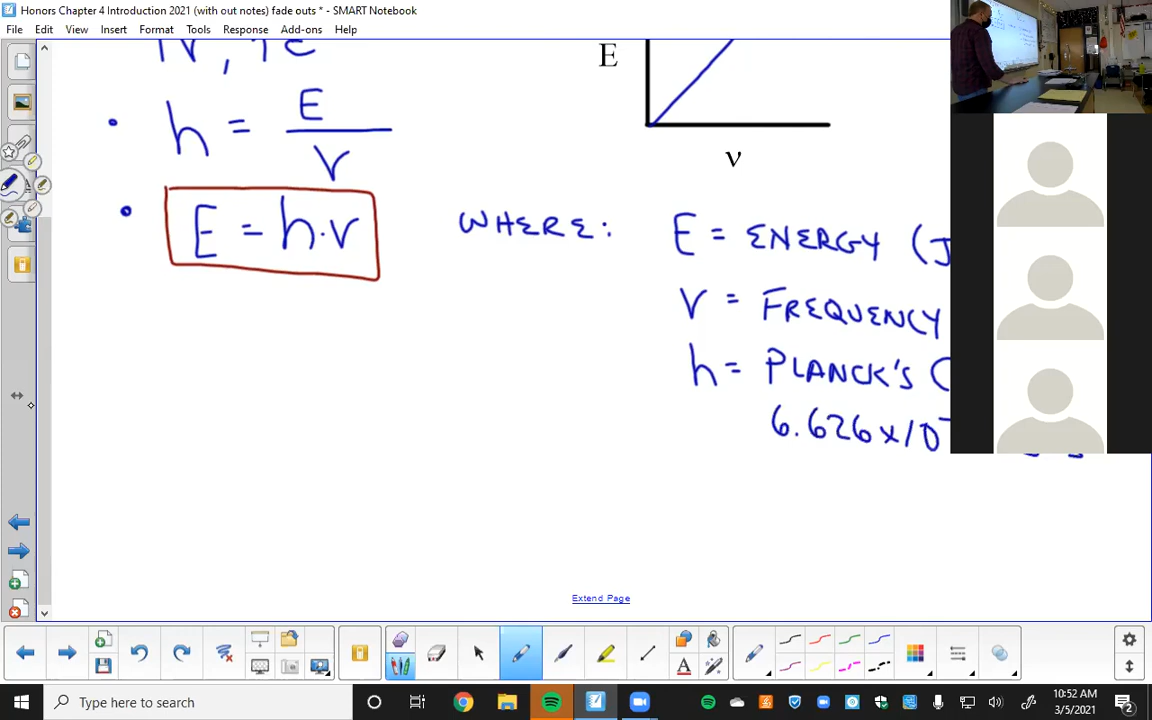 Honors Chapter 4 Introduction 2021 (with out notes) fade outs * - SMART Notebook
File Edit View Insert Format Tools Response Add-ons Help
E
ν
• h = E / ν
• E = h·ν
WHERE: E = ENERGY (J
ν = FREQUENCY
h = PLANCK'S C
6.626x10
Extend Page
Type here to search
10:52 AM
3/5/2021
2